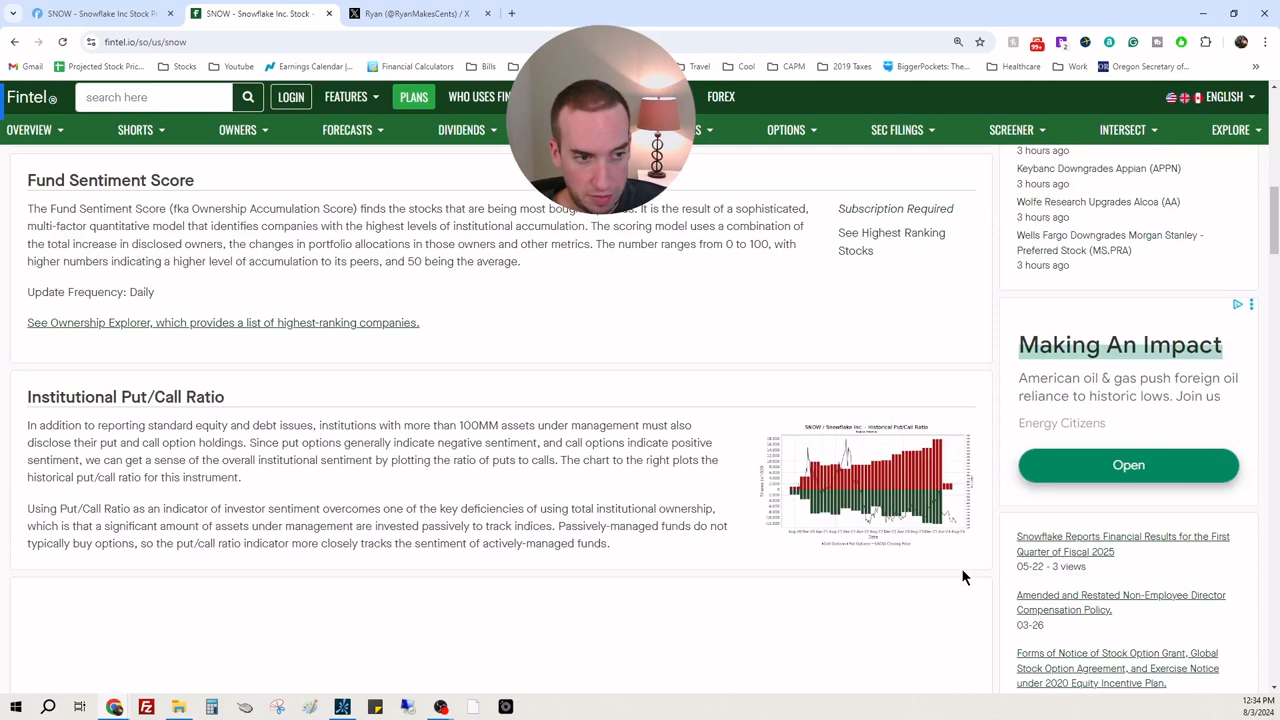 SNOW - Snowflake Inc Stock P
SNOW - Snowflake Inc. Stock -
Ryan (@RyanMakesCents) / X
fintel.io/so/us/snow
Gmail
Projected Stock Pric...
Stocks
Youtube
Earnings Calendar |...
Financial Calculators
Bills
Travel
Cool
CAPM
2019 Taxes
BiggerPockets: The...
Healthcare
Work
Oregon Secretary of...
Fintel
search here
LOGIN
FEATURES
PLANS
WHO USES FIN
FOREX
ENGLISH
OVERVIEW
SHORTS
OWNERS
FORECASTS
DIVIDENDS
OPTIONS
SEC FILINGS
SCREENER
INTERSECT
EXPLORE
Fund Sentiment Score
The Fund Sentiment Score (fka Ownership Accumulation Score) finds the stocks that are being most It is the result of a sophisticated,
multi-factor quantitative model that identifies companies with the highest levels of institutional accumulation. The scoring model uses a combination of
the total increase in disclosed owners, the changes in portfolio allocations in those owners and other metrics. The number ranges from 0 to 100, with
higher numbers indicating a higher level of accumulation to its peers, and 50 being the average.
Update Frequency: Daily
See Ownership Explorer, which provides a list of highest-ranking companies.
Subscription Required
See Highest Ranking
Stocks
Institutional Put/Call Ratio
In addition to reporting standard equity and debt issues, institutions with more than 100MM assets under management must also
disclose their put and call option holdings. Since put options generally indicate negative sentiment, and call options indicate positive
sentiment, we can get a sense of the overall institutional sentiment by plotting the ratio of puts to calls. The chart to the right plots the
historical put/call ratio for this instrument.
Using Put/Call Ratio as an indicator of investor sentiment overcomes one of the key deficiencies of using total institutional ownership,
which is that a significant amount of assets under management are invested passively to track indices. Passively-managed funds do not
typically buy options, so the put/call ratio indicator more closely tracks the sentiment of actively-managed funds.
SNOW / Snowflake Inc. - Historical Put/Call Ratio
Date
3 hours ago
Keybanc Downgrades Appian (APPN)
3 hours ago
Wolfe Research Upgrades Alcoa (AA)
3 hours ago
Wells Fargo Downgrades Morgan Stanley -
Preferred Stock (MS.PRA)
3 hours ago
Making An Impact
American oil & gas push foreign oil
reliance to historic lows. Join us
Energy Citizens
Open
Snowflake Reports Financial Results for the First
Quarter of Fiscal 2025
05-22 - 3 views
Amended and Restated Non-Employee Director
Compensation Policy.
03-26
Forms of Notice of Stock Option Grant, Global
Stock Option Agreement, and Exercise Notice
under 2020 Equity Incentive Plan.
12:34 PM
8/3/2024